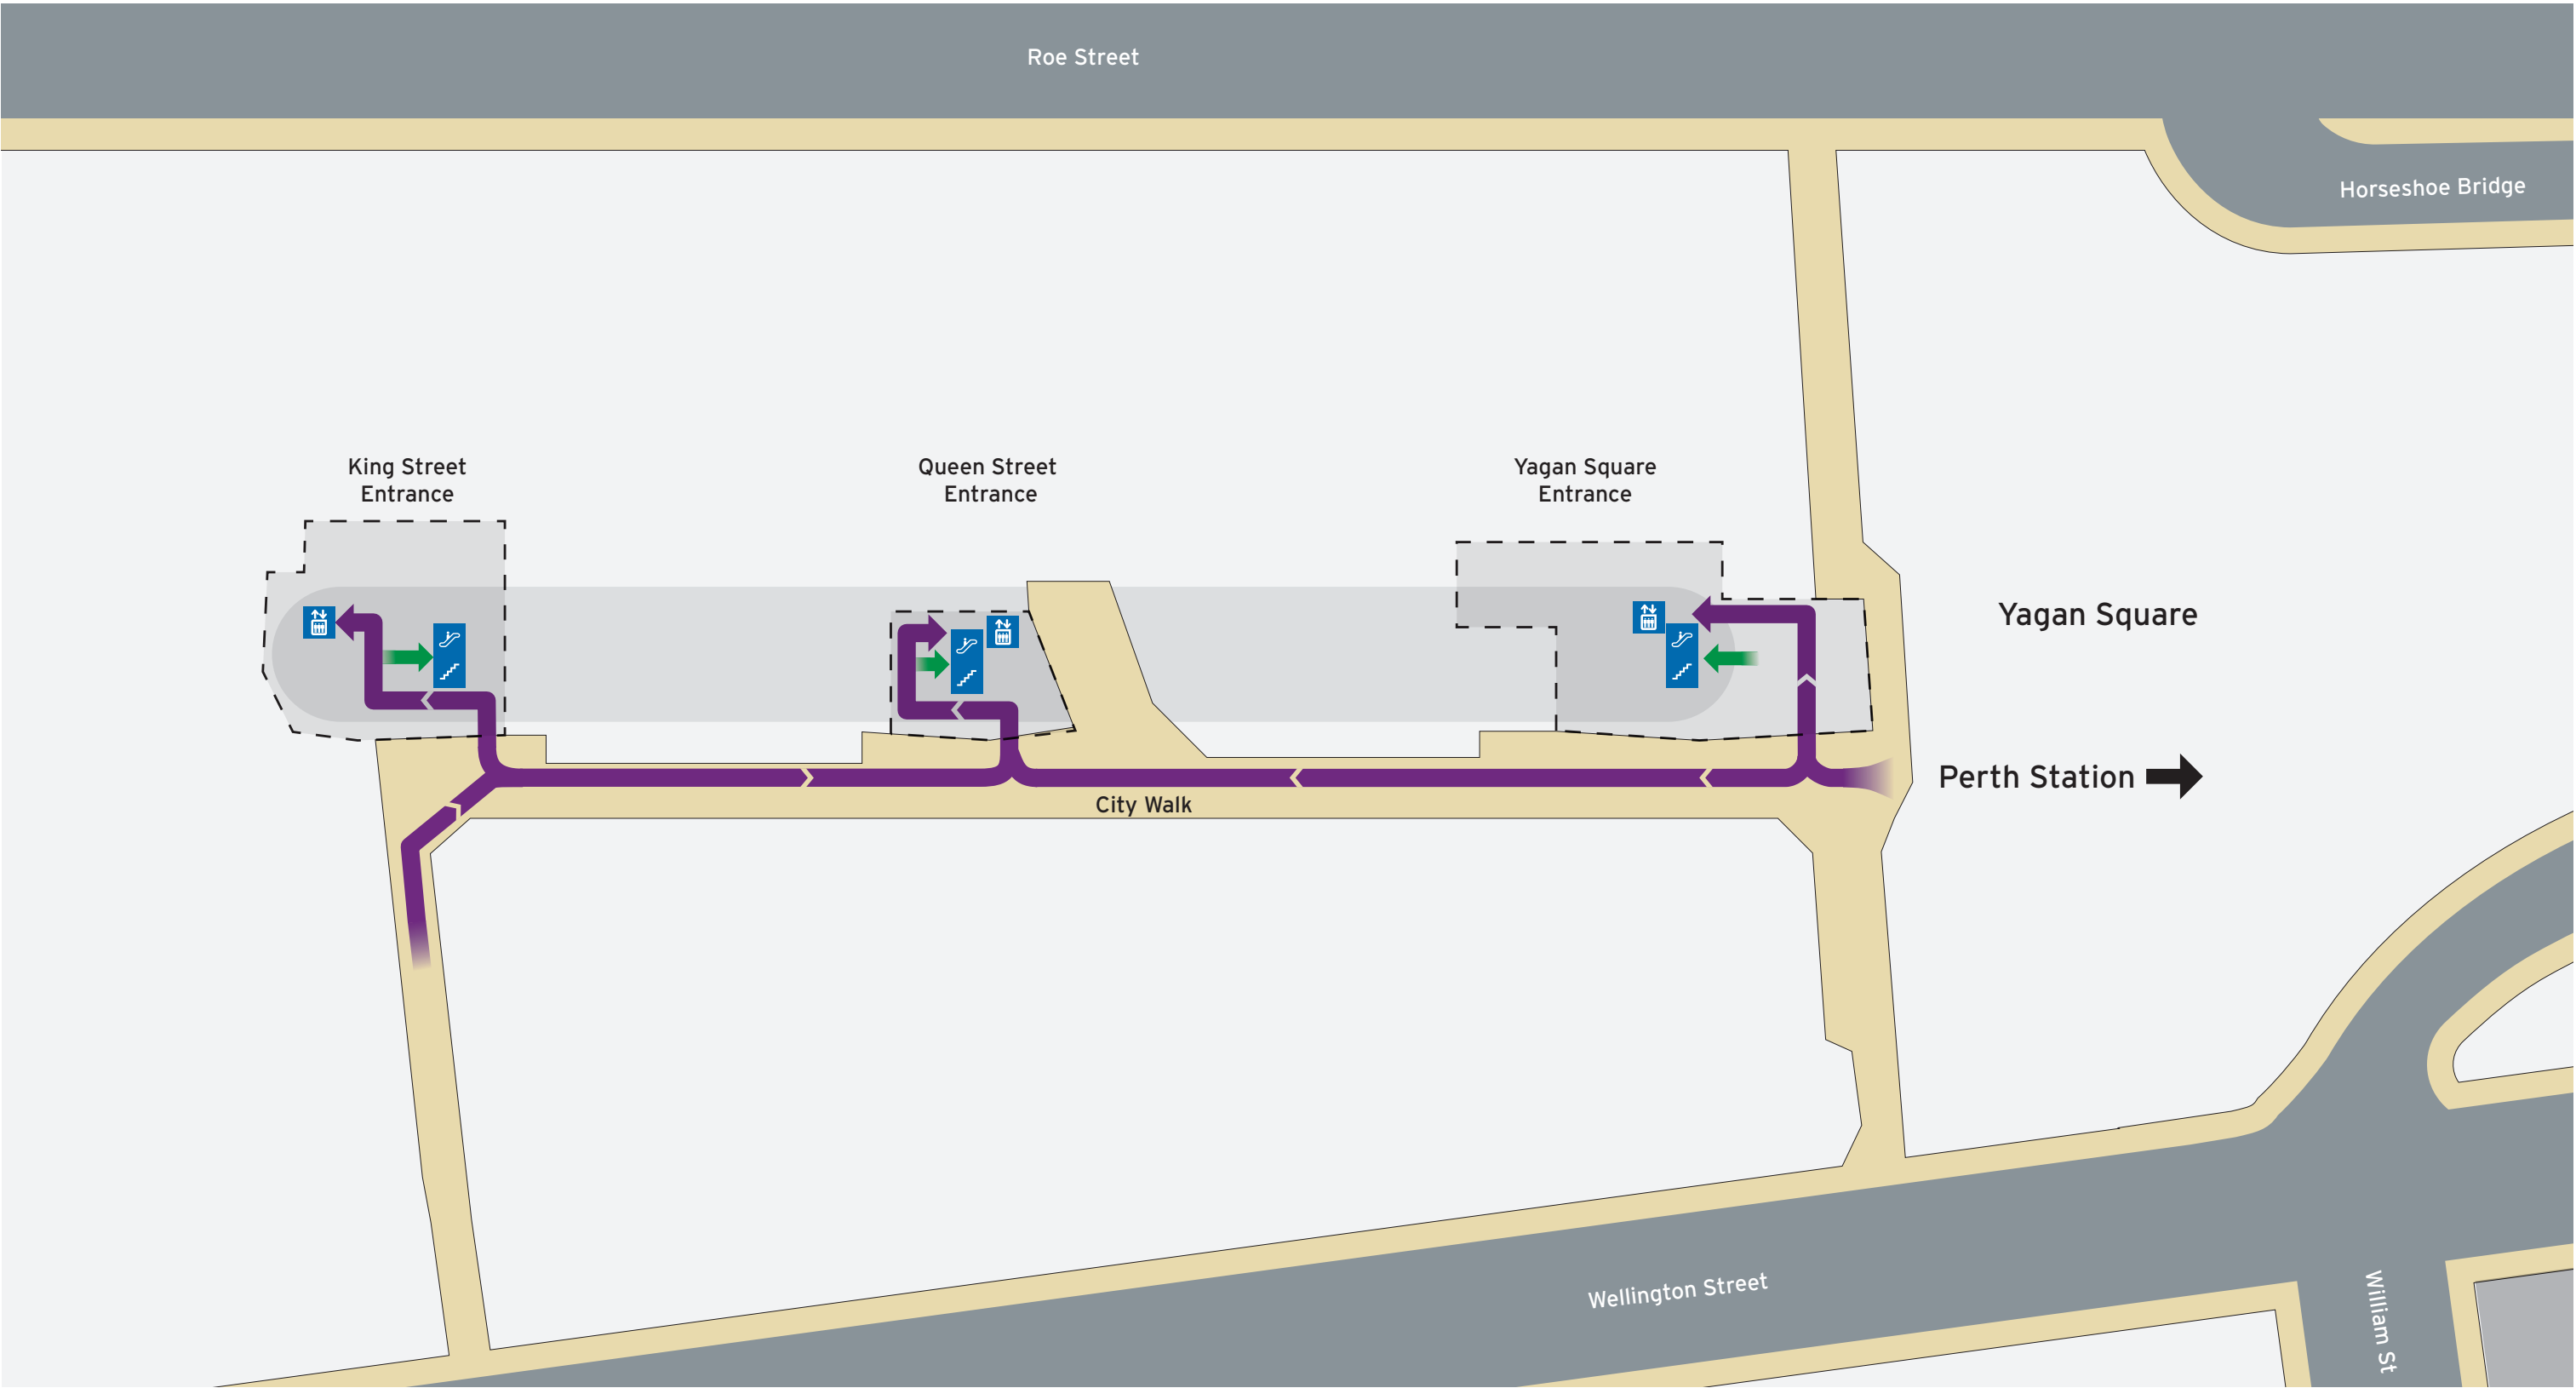 Roe Street
Horseshoe Bridge
King Street
Entrance
Queen Street
Entrance
Yagan Square
Entrance
Yagan Square
Perth Station
City Walk
Wellington Street
William St